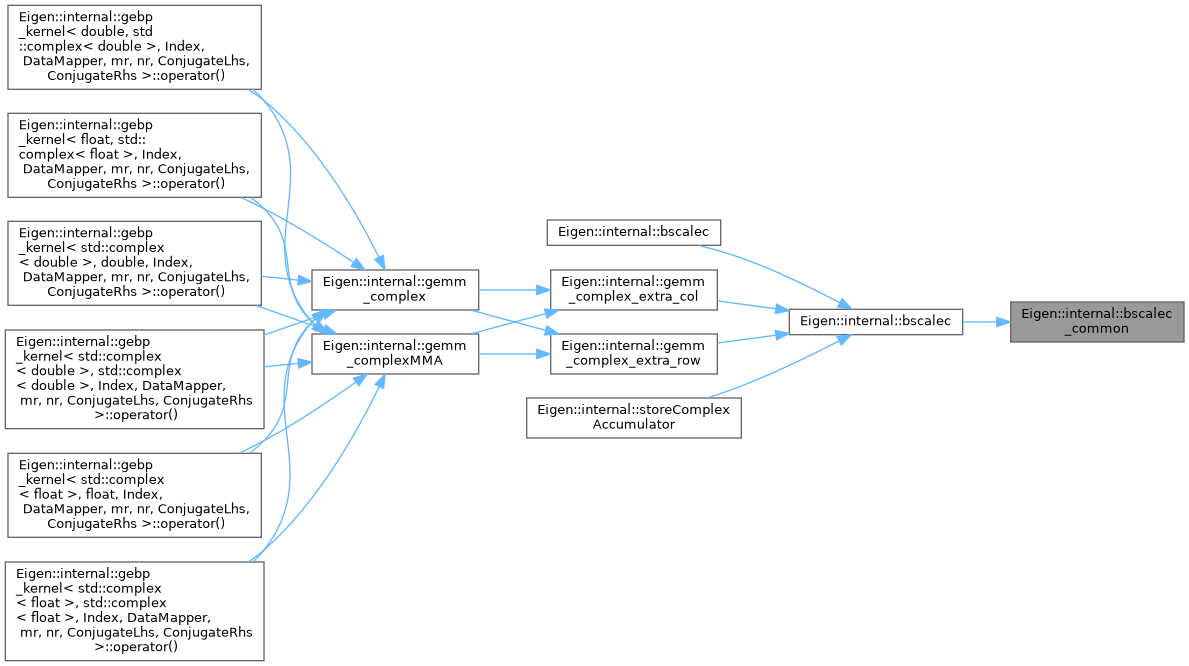 Eigen::internal::gebp
_kernel< double, std
::complex< double >, Index,
DataMapper, mr, nr, ConjugateLhs,
ConjugateRhs >::operator()
Eigen::internal::gebp
_kernel< float, std::
complex< float >, Index,
DataMapper, mr, nr, ConjugateLhs,
ConjugateRhs >::operator()
Eigen::internal::gebp
_kernel< std::complex
< double >, double, Index,
DataMapper, mr, nr, ConjugateLhs,
ConjugateRhs >::operator()
Eigen::internal::gebp
_kernel< std::complex
< double >, std::complex
< double >, Index, DataMapper,
mr, nr, ConjugateLhs, ConjugateRhs
>::operator()
Eigen::internal::gebp
_kernel< std::complex
< float >, float, Index,
DataMapper, mr, nr, ConjugateLhs,
ConjugateRhs >::operator()
Eigen::internal::gebp
_kernel< std::complex
< float >, std::complex
< float >, Index, DataMapper,
mr, nr, ConjugateLhs, ConjugateRhs
>::operator()
Eigen::internal::gemm
_complex
Eigen::internal::gemm
_complexMMA
Eigen::internal::bscalec
Eigen::internal::gemm
_complex_extra_col
Eigen::internal::gemm
_complex_extra_row
Eigen::internal::storeComplex
Accumulator
Eigen::internal::bscalec
Eigen::internal::bscalec
_common